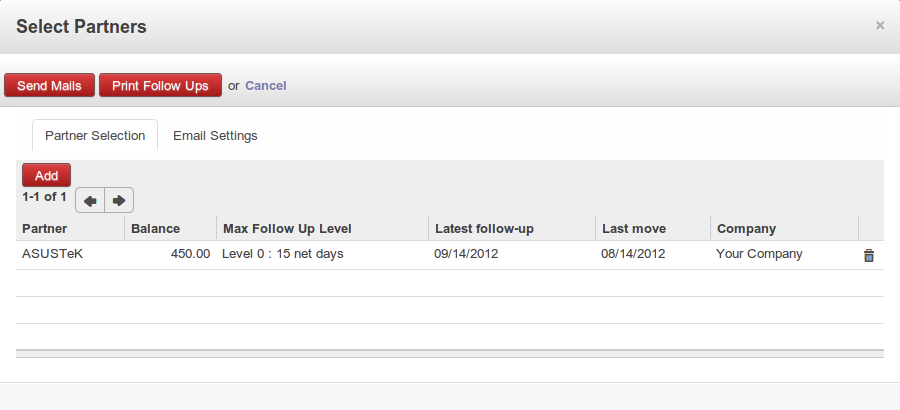 Select Partners ×
Send Mails Print Follow Ups or Cancel
Partner Selection Email Settings
Add
1-1 of 1
Partner Balance Max Follow Up Level Latest follow-up Last move Company
ASUSTeK 450.00 Level 0 : 15 net days 09/14/2012 08/14/2012 Your Company